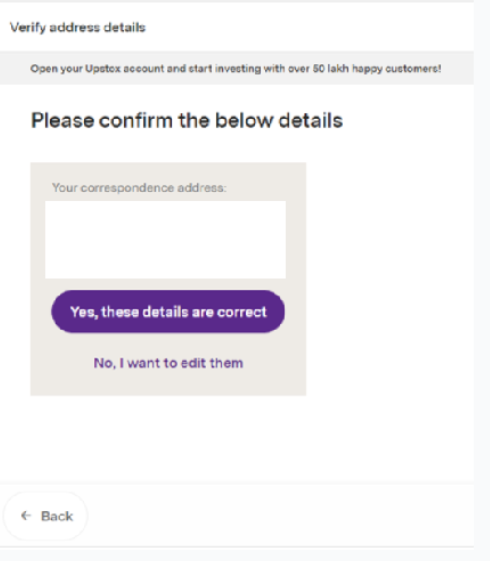 Verify address details
Open your Upstox account and start investing with over 50 lakh happy customers!
Please confirm the below details
Your correspondence address:
Yes, these details are correct
No, I want to edit them
← Back